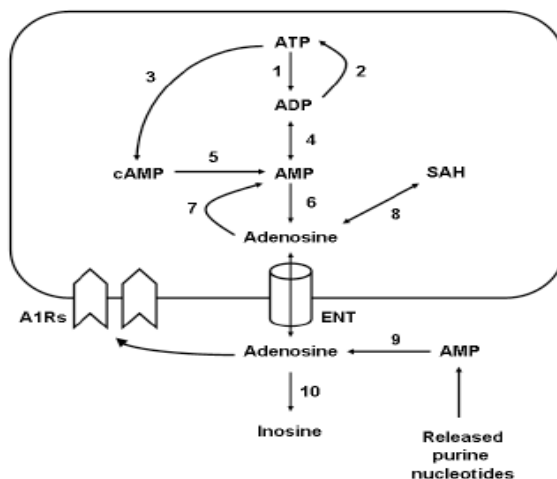 ATP
3
1
2
ADP
4
cAMP
5
AMP
SAH
7
6
8
Adenosine
A1Rs
ENT
Adenosine
9
AMP
10
Inosine
Released
purine
nucleotides